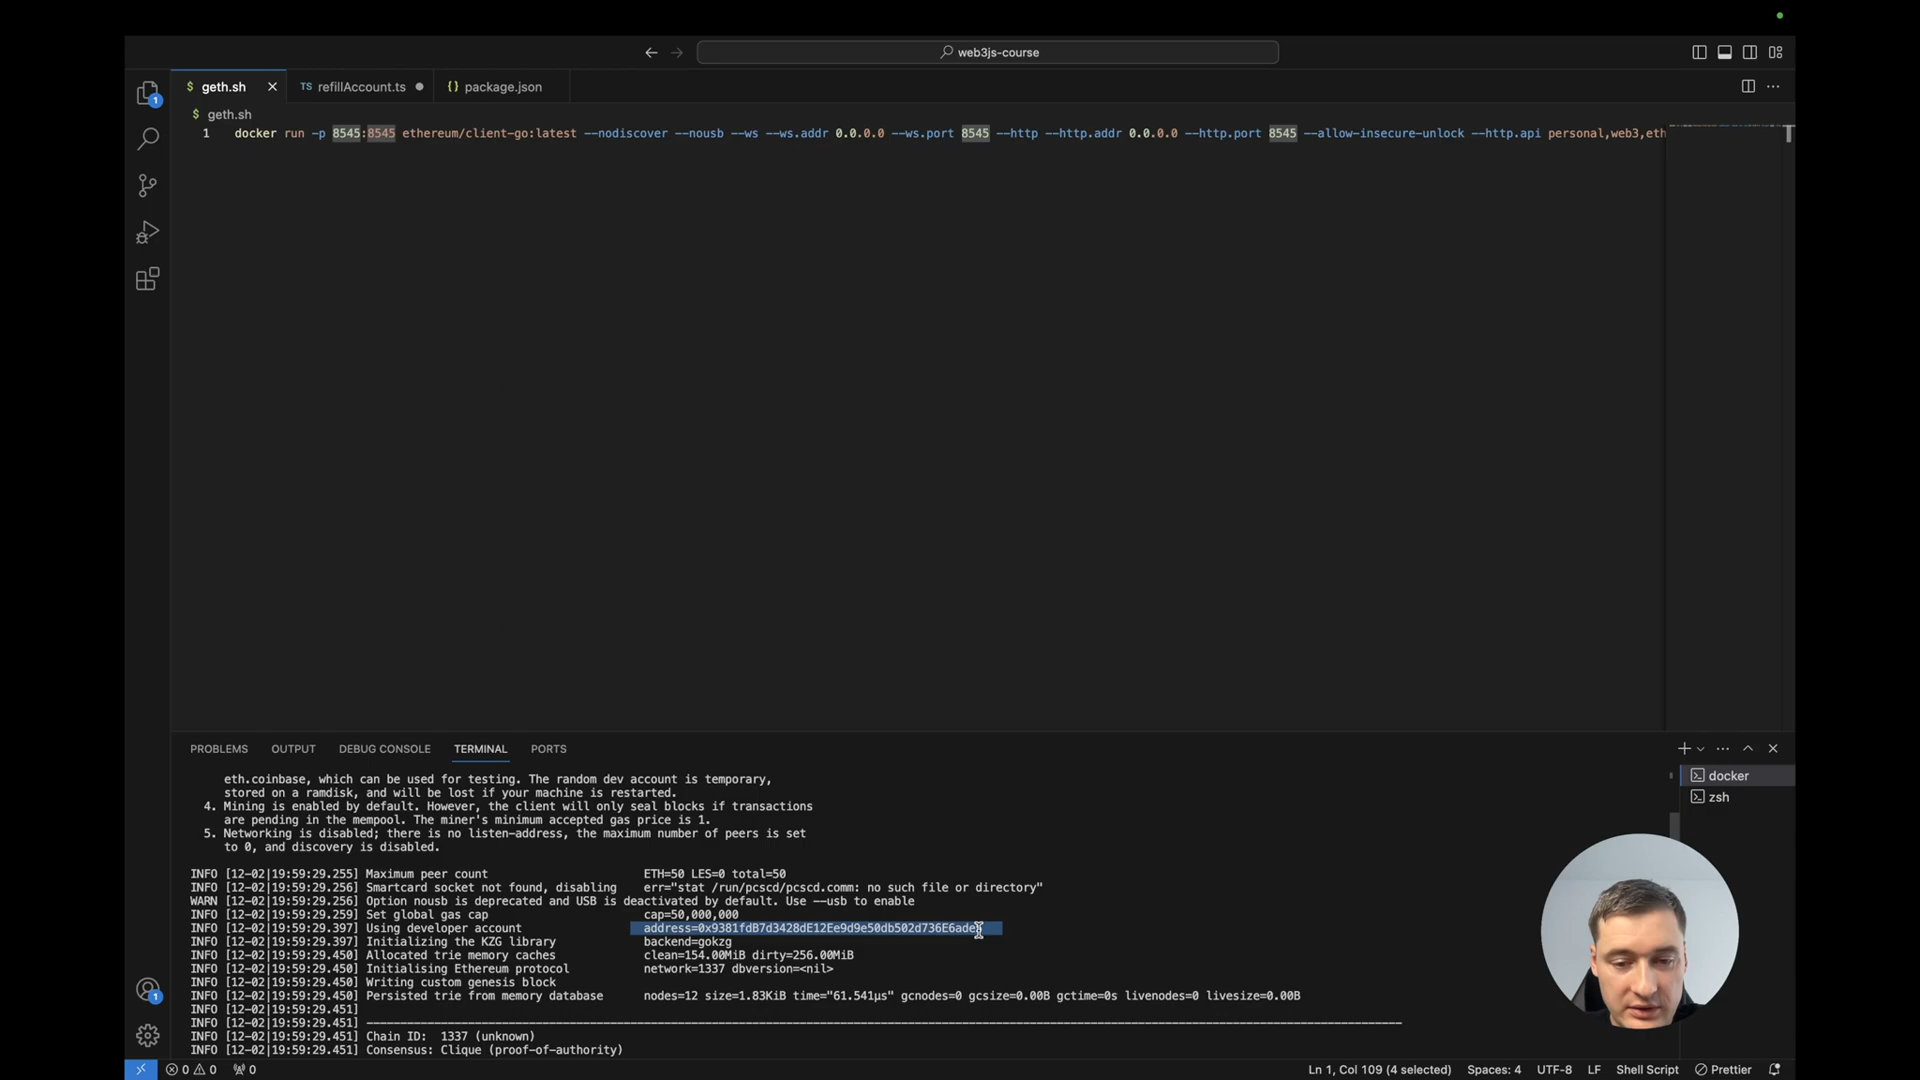 web3js-course
$ geth.sh
TS refillAccount.ts
{} package.json
$ geth.sh
1 docker run -p 8545:8545 ethereum/client-go:latest --nodiscover --nousb --ws --ws.addr 0.0.0.0 --ws.port 8545 --http --http.addr 0.0.0.0 --http.port 8545 --allow-insecure-unlock --http.api personal,web3,eth
PROBLEMS OUTPUT DEBUG CONSOLE TERMINAL PORTS
docker
zsh
eth.coinbase, which can be used for testing. The random dev account is temporary,
stored on a ramdisk, and will be lost if your machine is restarted.
4. Mining is enabled by default. However, the client will only seal blocks if transactions
are pending in the mempool. The miner's minimum accepted gas price is 1.
5. Networking is disabled; there is no listen-address, the maximum number of peers is set
to 0, and discovery is disabled.
INFO [12-02|19:59:29.255] Maximum peer count ETH=50 LES=0 total=50
INFO [12-02|19:59:29.256] Smartcard socket not found, disabling err="stat /run/pcscd/pcscd.comm: no such file or directory"
WARN [12-02|19:59:29.256] Option nousb is deprecated and USB is deactivated by default. Use --usb to enable
INFO [12-02|19:59:29.259] Set global gas cap cap=50,000,000
INFO [12-02|19:59:29.397] Using developer account
INFO [12-02|19:59:29.397] Initializing the KZG library backend=gokzg
INFO [12-02|19:59:29.450] Allocated trie memory caches clean=154.00MiB dirty=256.00MiB
INFO [12-02|19:59:29.450] Initialising Ethereum protocol network=1337 dbversion=<nil>
INFO [12-02|19:59:29.450] Writing custom genesis block
INFO [12-02|19:59:29.450] Persisted trie from memory database nodes=12 size=1.83KiB time="61.541µs" gcnodes=0 gcsize=0.00B gctime=0s livenodes=0 livesize=0.00B
INFO [12-02|19:59:29.451]
INFO [12-02|19:59:29.451]
INFO [12-02|19:59:29.451] Chain ID: 1337 (unknown)
INFO [12-02|19:59:29.451] Consensus: Clique (proof-of-authority)
0 0 0 Ln 1, Col 109 (4 selected) Spaces: 4 UTF-8 LF Shell Script Prettier